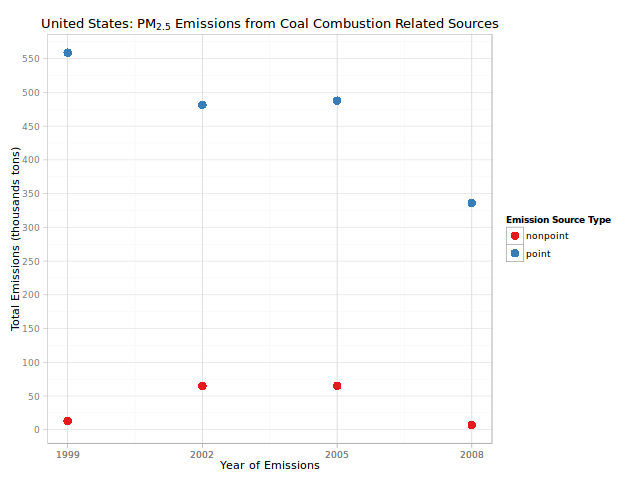 United States: PM2.5 Emissions from Coal Combustion Related Sources
550
500
450
400
350
300
250
200
150
100
50
0
Total Emissions (thousands tons)
1999 2002 2005 2008
Year of Emissions
Emission Source Type
nonpoint
point